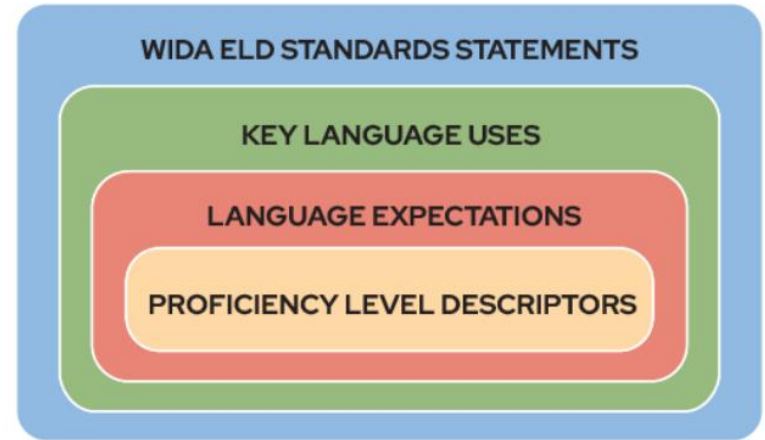 WIDA ELD STANDARDS STATEMENTS
KEY LANGUAGE USES
LANGUAGE EXPECTATIONS
PROFICIENCY LEVEL DESCRIPTORS